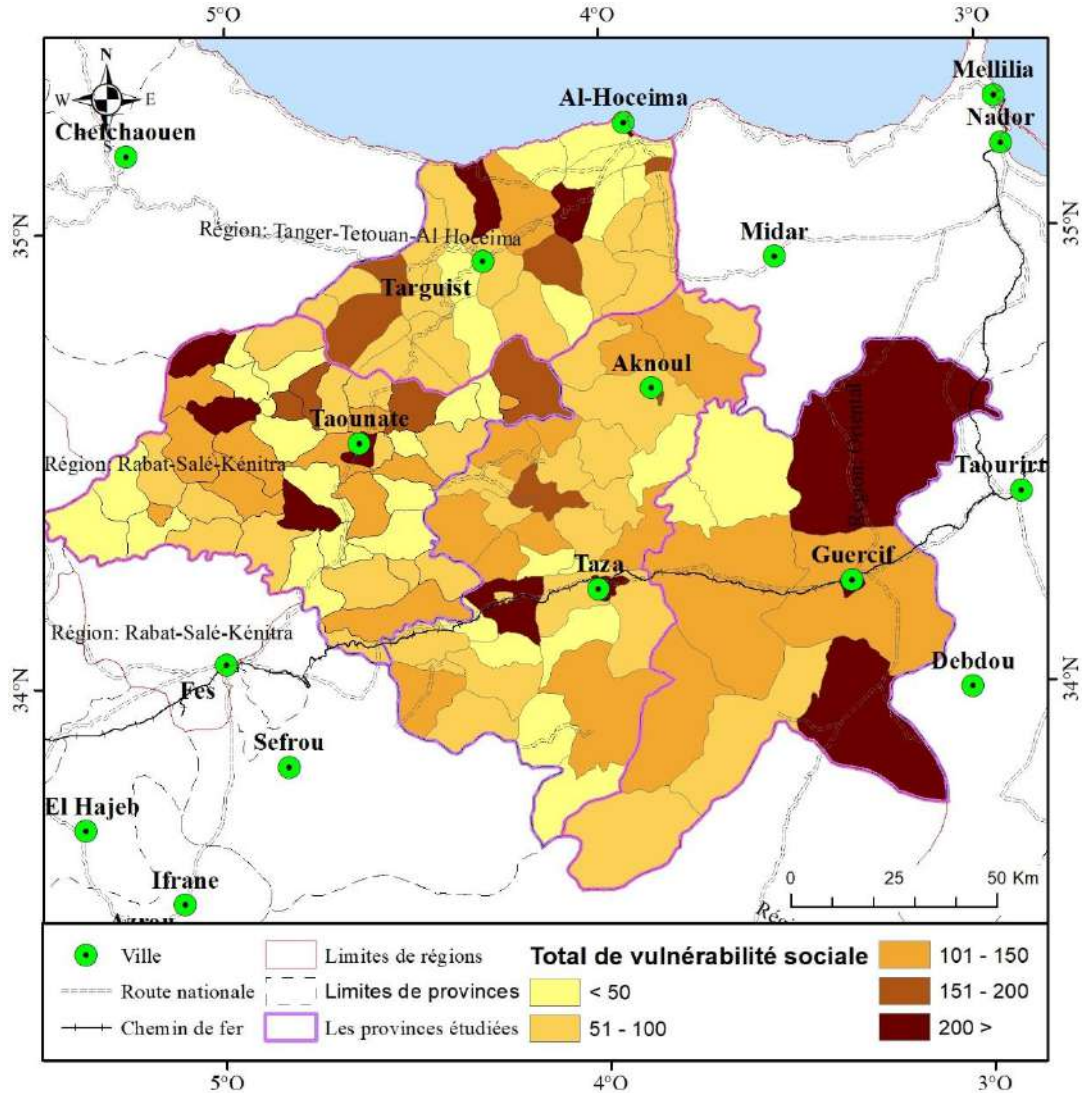 5°O 4°O 3°O
N
W E
S
Chefchaouen
Al-Hoceima
Mellilia
Nador
35°N
35°N
Région: Tanger-Tetouan-Al Hoceima
Midar
Targuist
Aknoul
Taounate
Région: Rabat-Salé-Kénitra
Région: Oriental
Taourirt
Guercif
Taza
Région: Rabat-Salé-Kénitra
34°N
34°N
Fes
Debdou
Sefrou
El Hajeb
Ifrane
0 25 50 Km
Ville
Route nationale
Chemin de fer
Limites de régions
Limites de provinces
Les provinces étudiées
Total de vulnérabilité sociale
< 50
51 - 100
101 - 150
151 - 200
200 >
5°O 4°O 3°O